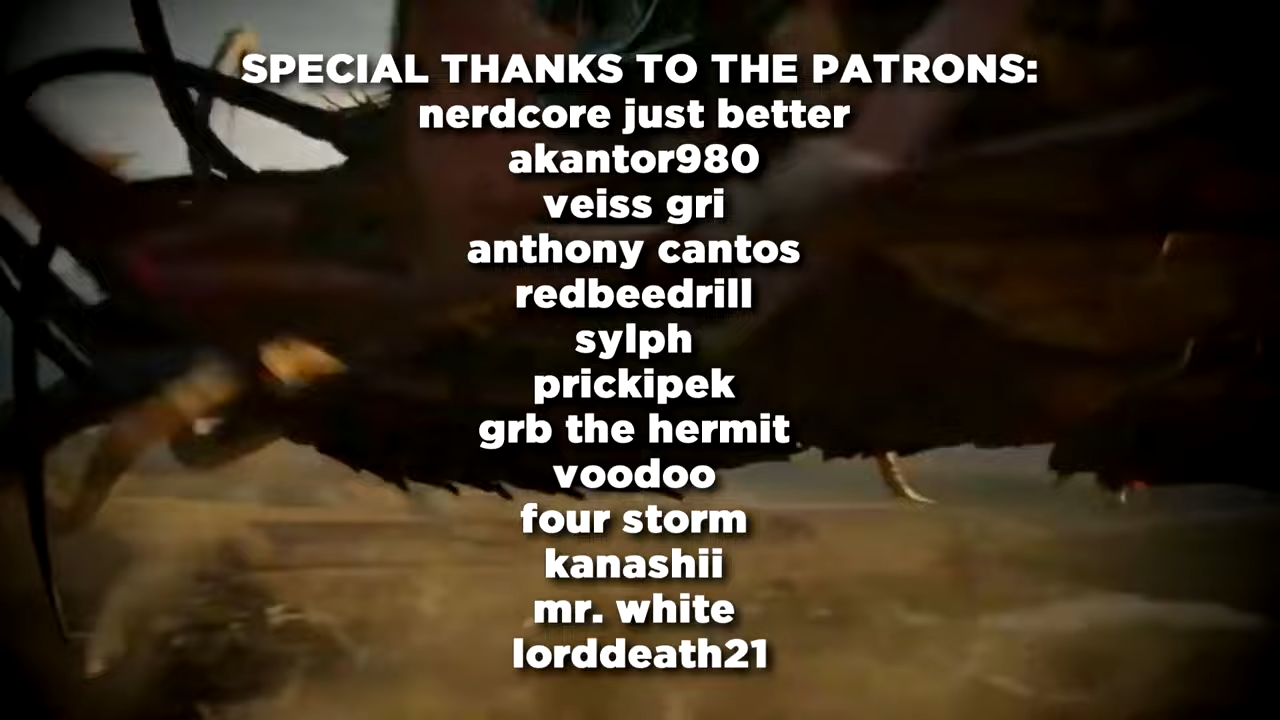 SPECIAL THANKS TO THE PATRONS:
nerdcore just better
akantor980
veiss gri
anthony cantos
redbeedrill
sylph
prickipek
grb the hermit
voodoo
four storm
kanashii
mr. white
lorddeath21